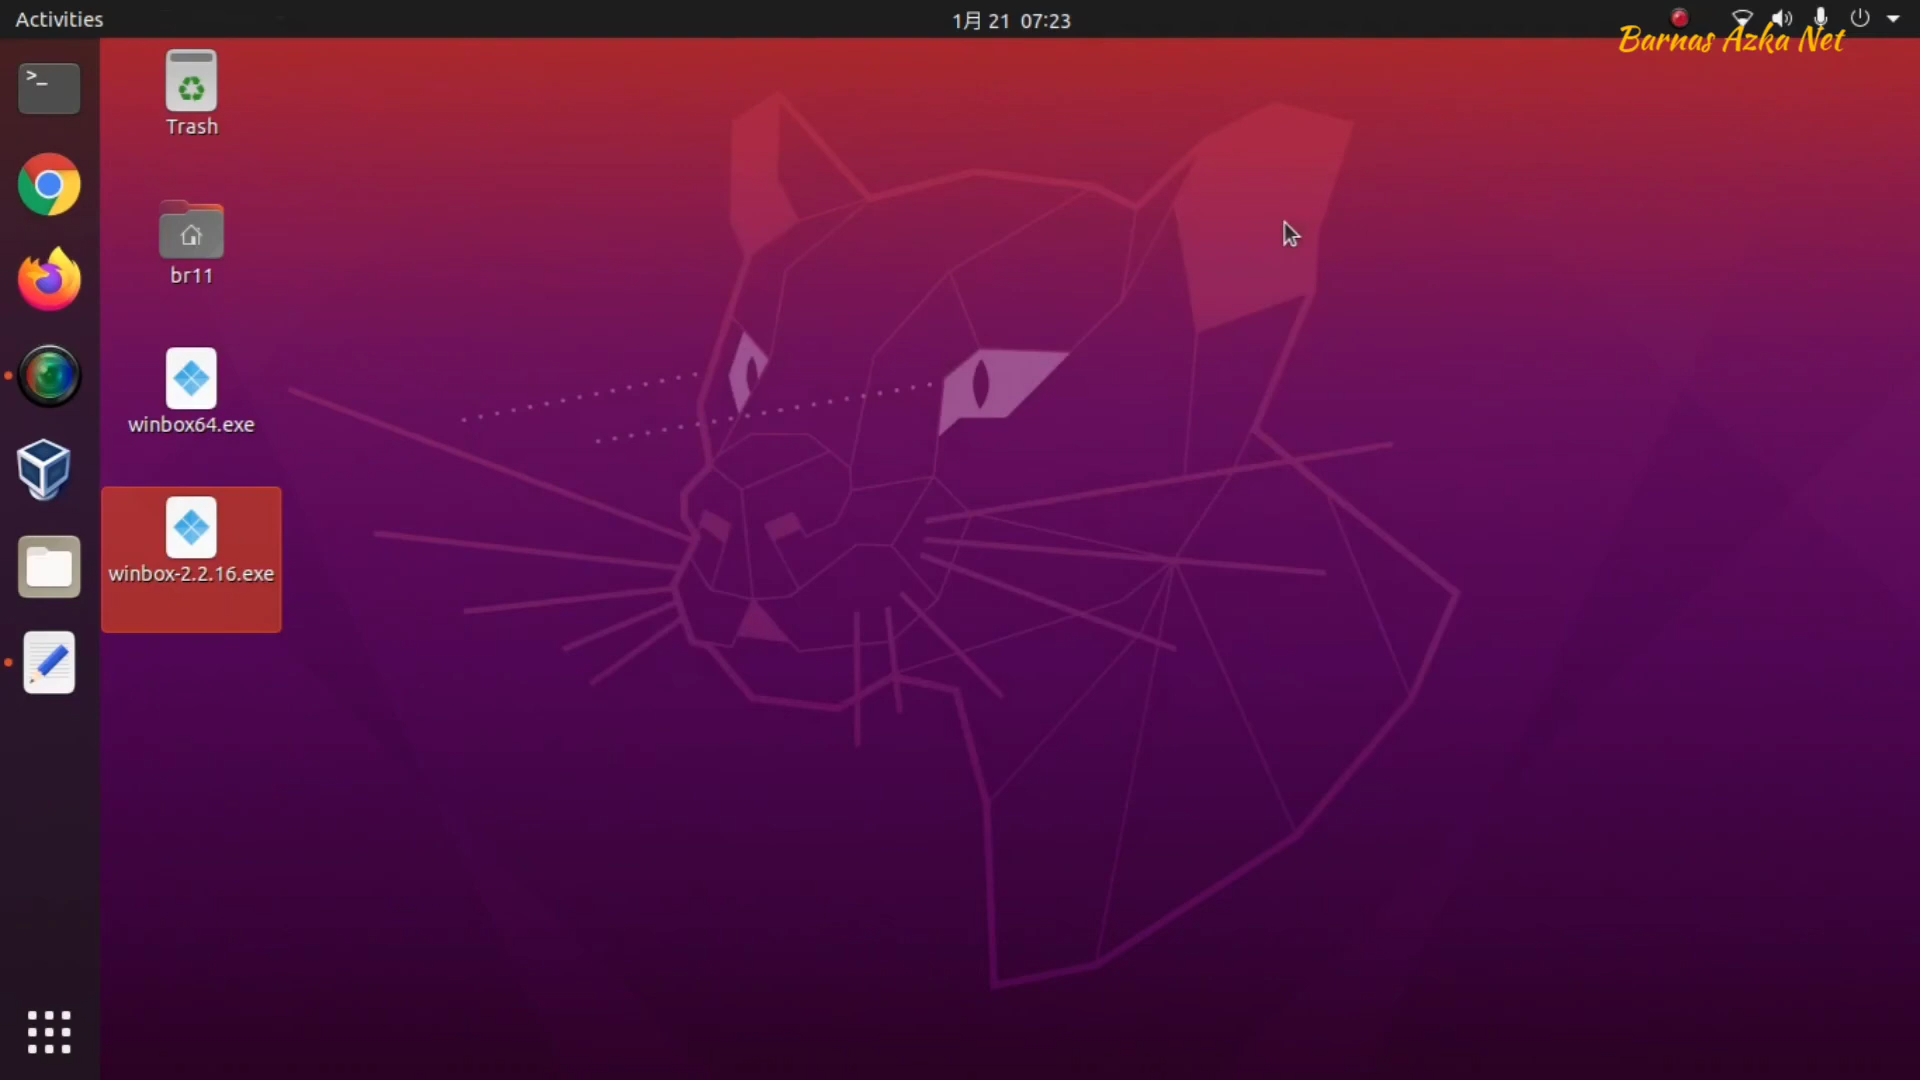 Activities
1月 21 07:23
Barnas Azka Net
>_
Trash
br11
winbox64.exe
winbox-2.2.16.exe